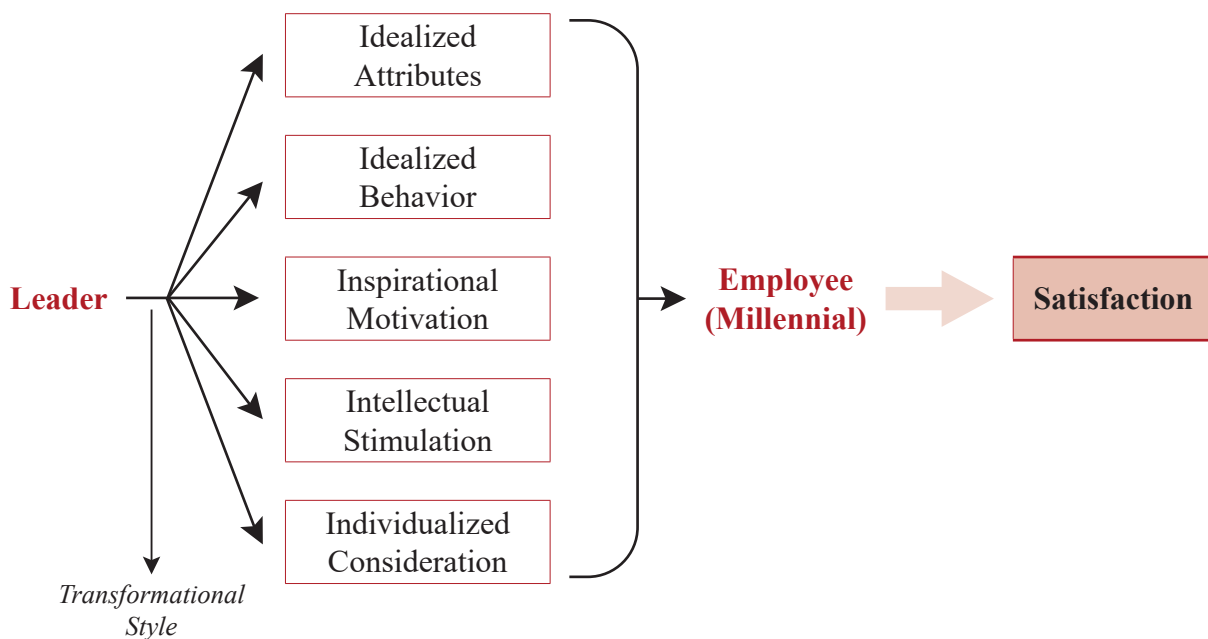 Idealized
Attributes
Idealized
Behavior
Leader
Inspirational
Motivation
Employee
(Millennial)
Satisfaction
Intellectual
Stimulation
Individualized
Consideration
Transformational
Style